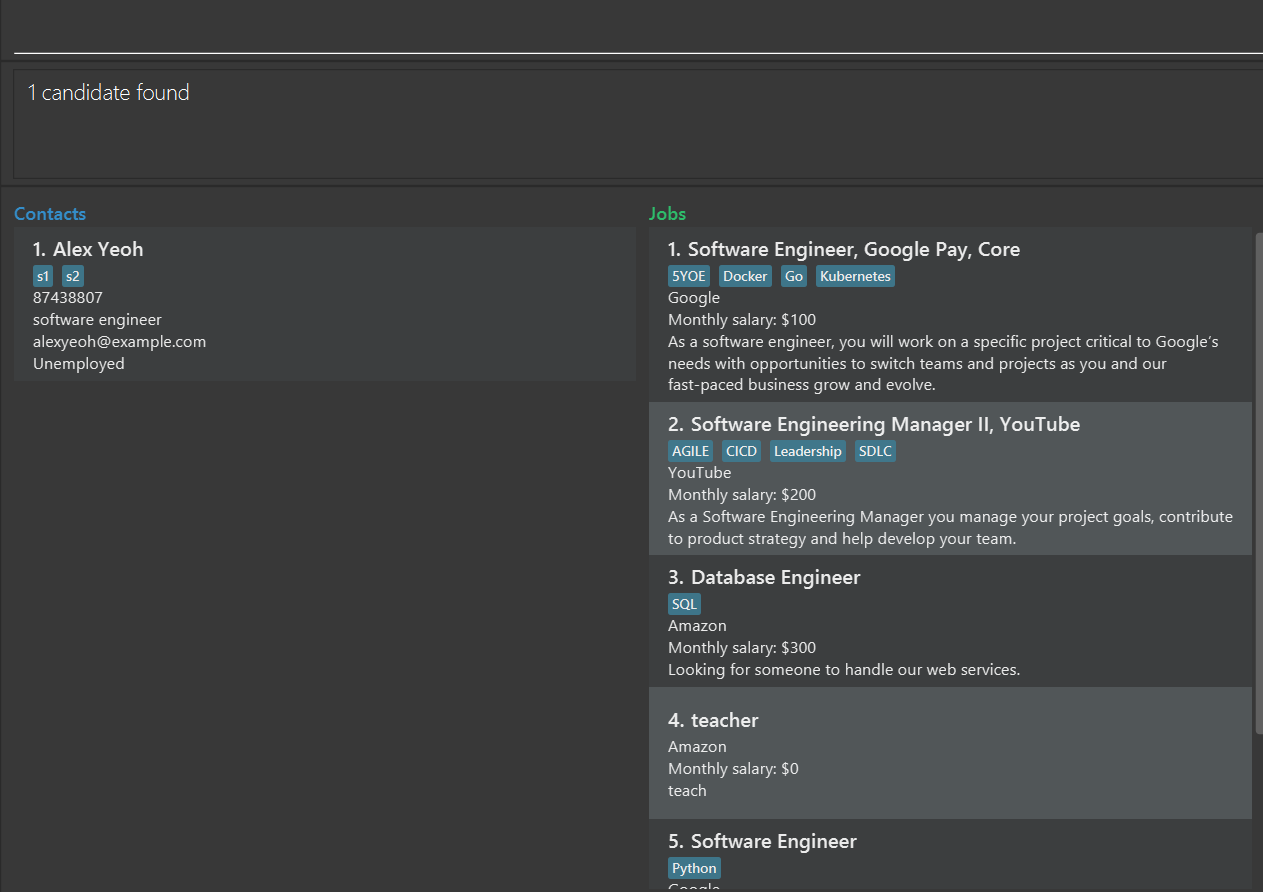 1 candidate found
Contacts
1. Alex Yeoh
s1 s2
87438807
software engineer
alexyeoh@example.com
Unemployed
Jobs
1. Software Engineer, Google Pay, Core
5YOE Docker Go Kubernetes
Google
Monthly salary: $100
As a software engineer, you will work on a specific project critical to Google’s
needs with opportunities to switch teams and projects as you and our
fast-paced business grow and evolve.
2. Software Engineering Manager II, YouTube
AGILE CICD Leadership SDLC
YouTube
Monthly salary: $200
As a Software Engineering Manager you manage your project goals, contribute
to product strategy and help develop your team.
3. Database Engineer
SQL
Amazon
Monthly salary: $300
Looking for someone to handle our web services.
4. teacher
Amazon
Monthly salary: $0
teach
5. Software Engineer
Python